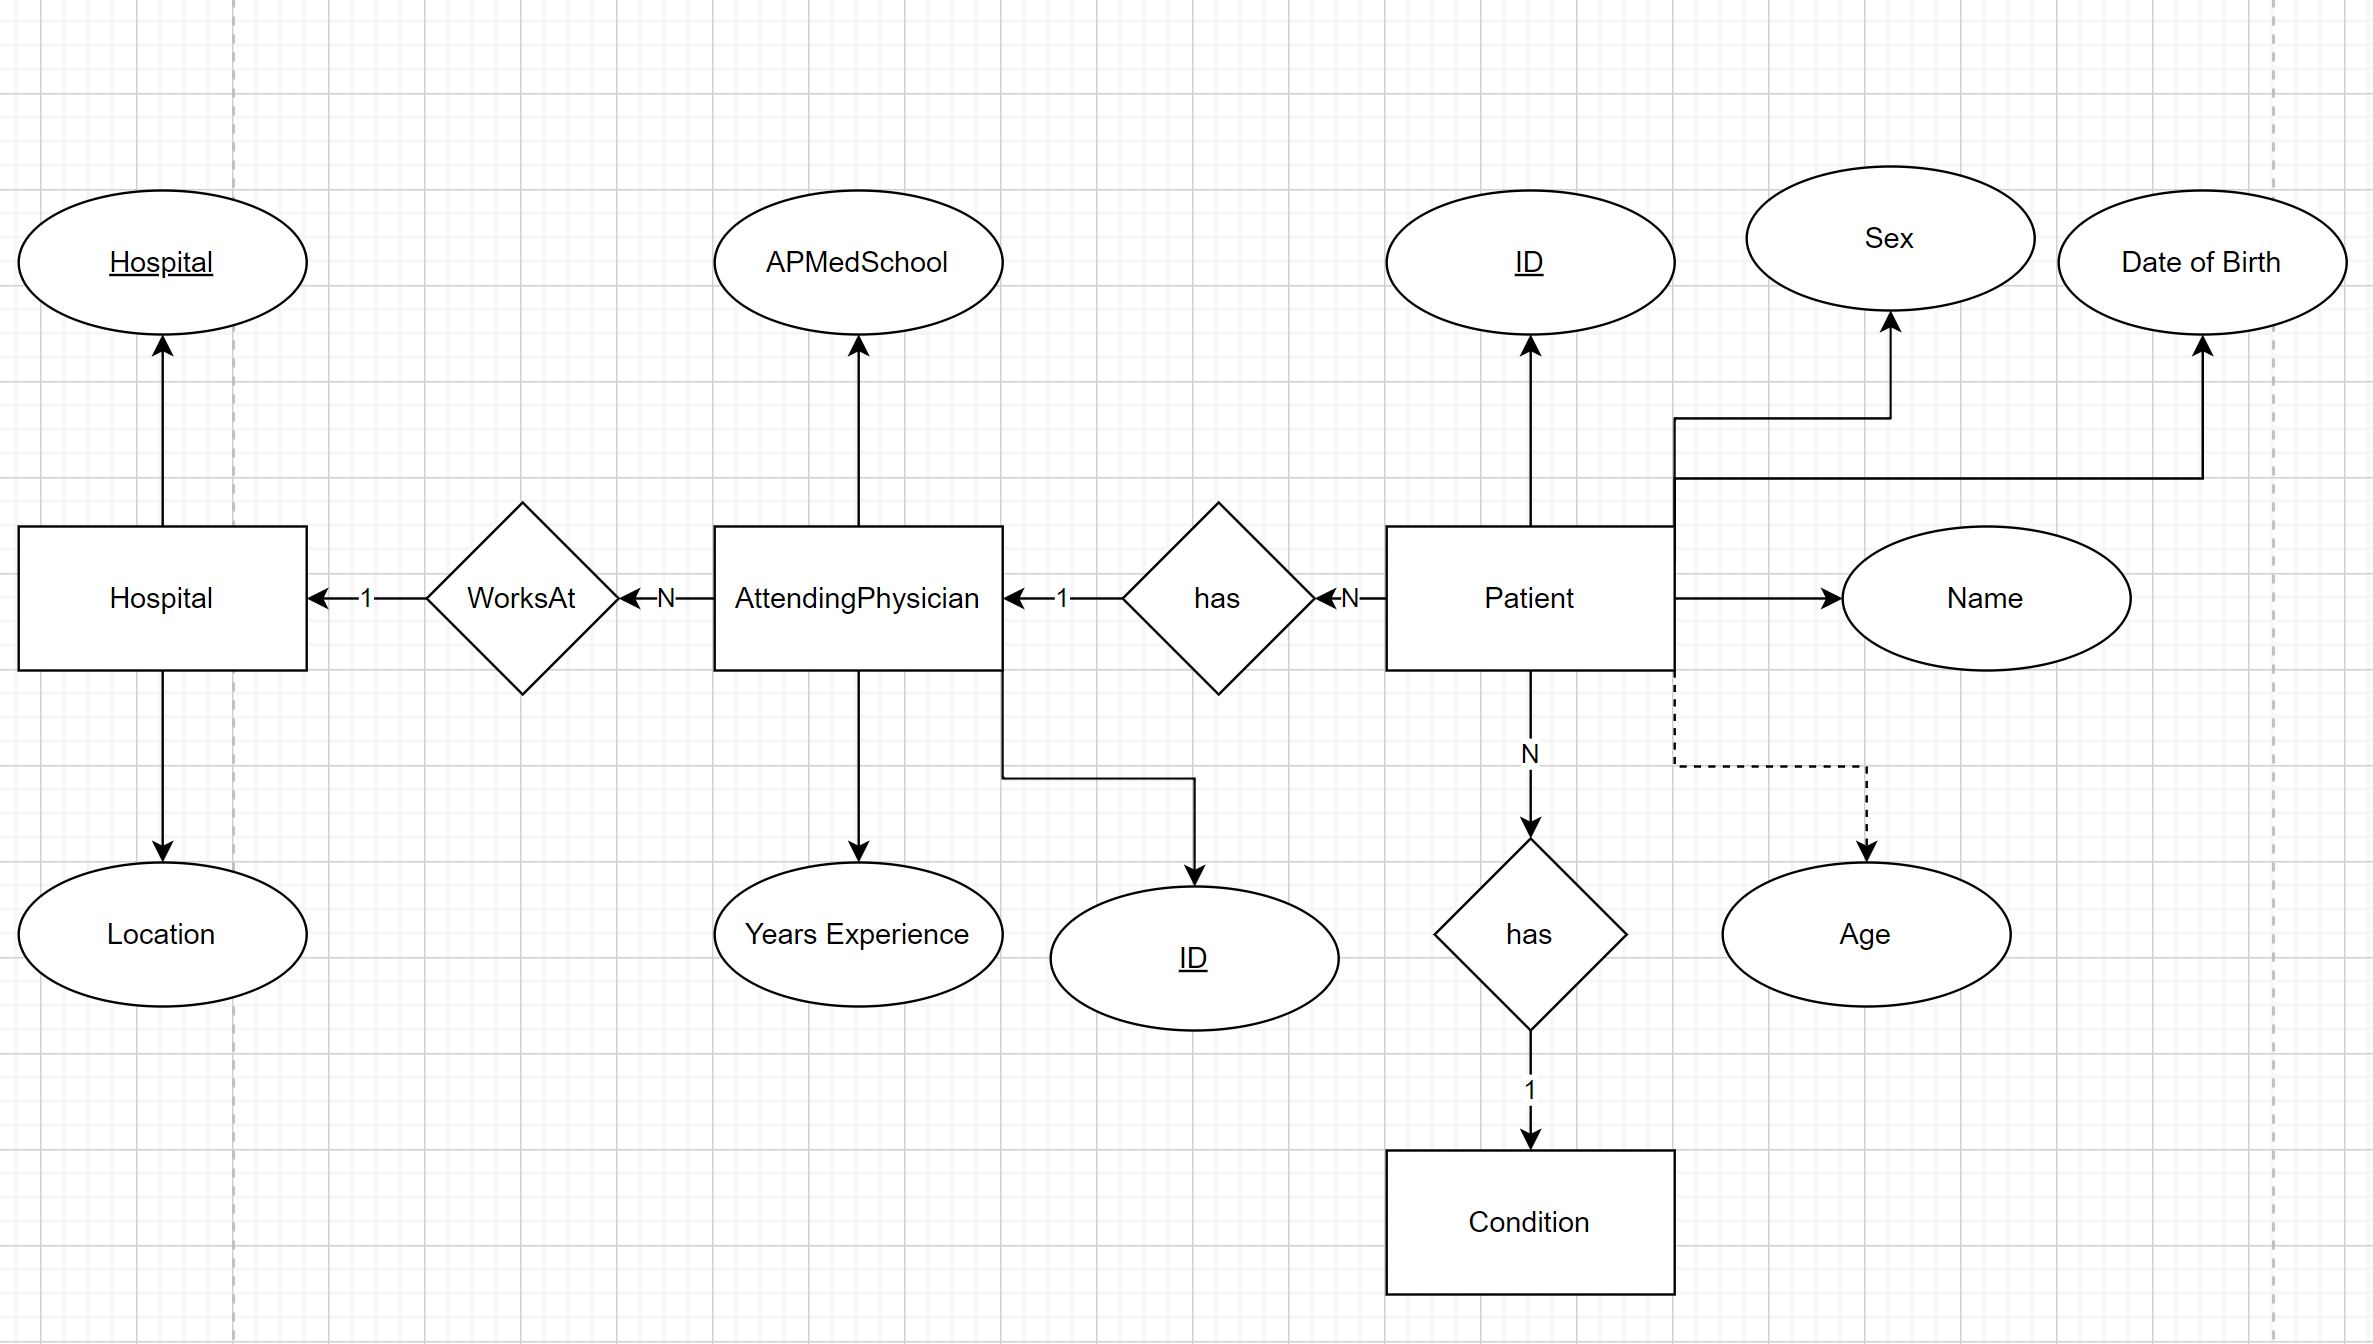 Hospital
APMedSchool
ID
Sex
Date of Birth
Hospital
1
WorksAt
N
AttendingPhysician
1
has
N
Patient
Name
N
Location
Years Experience
ID
has
Age
1
Condition